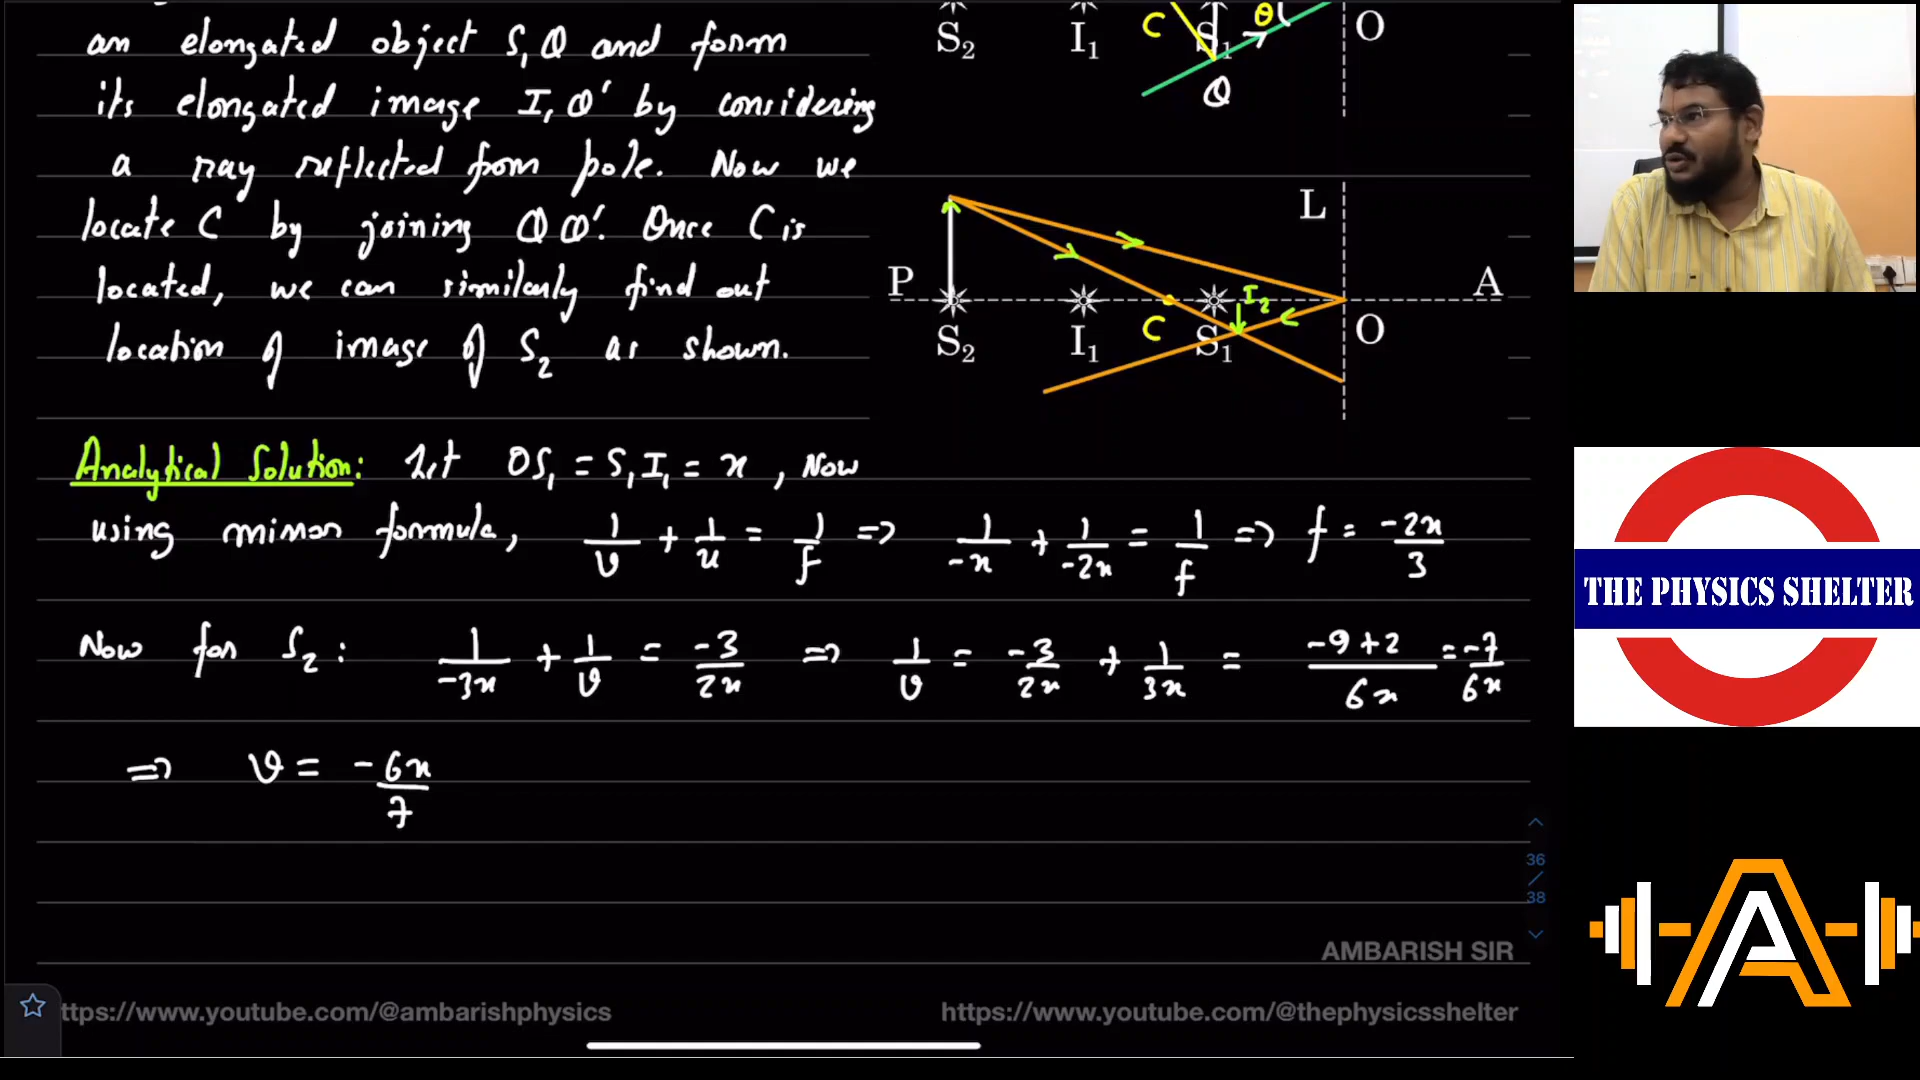 an elongated object S₁Q and form
its elongated image I₁Q′ by considering
a ray reflected from pole. Now we
locate C by joining QQ′. Once C is
located, we can similarly find out
location of image of S₂ as shown.
S₂ I₁ C S₁ θ O
Q
P L A
S₂ I₁ C S₁ I₂ O
Analytical Solution: Let OS₁ = S₁I₁ = x, Now
using mirror formula, 1/v + 1/u = 1/f ⇒ 1/-x + 1/-2x = 1/f ⇒ f = -2x/3
Now for S₂: 1/-3x + 1/v = -3/2x ⇒ 1/v = -3/2x + 1/3x = -9+2/6x = -7/6x
⇒ v = -6x/7
36
/
38
AMBARISH SIR
ttps://www.youtube.com/@ambarishphysics https://www.youtube.com/@thephysicsshelter
THE PHYSICS SHELTER
A